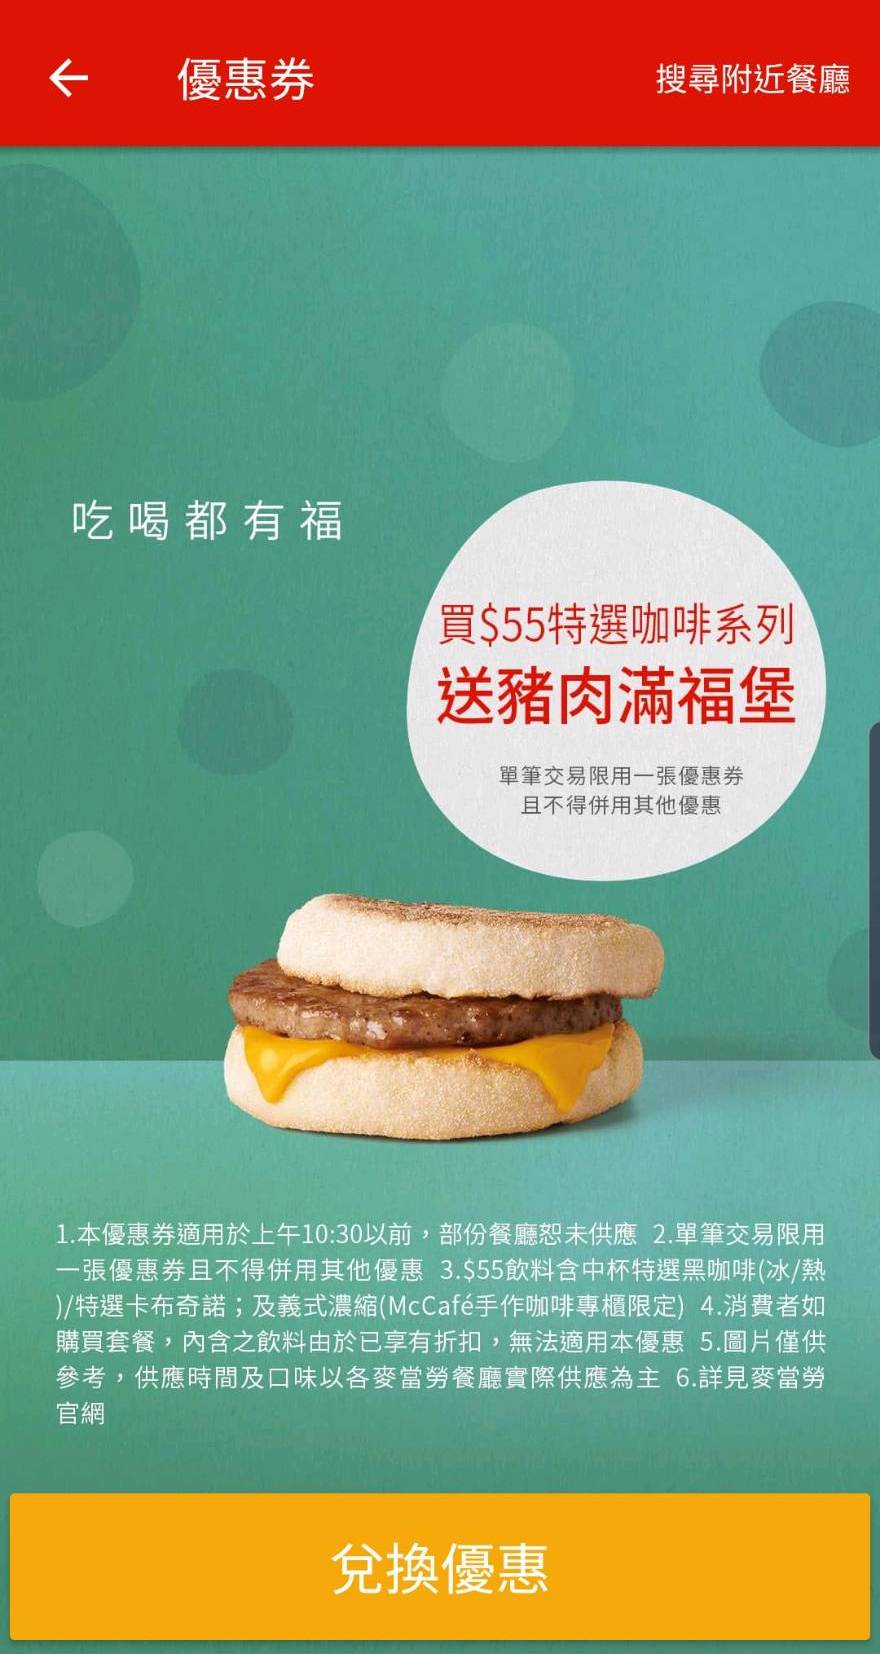 優惠券
搜尋附近餐廳
吃喝都有福
買$55特選咖啡系列
送豬肉滿福堡
單筆交易限用一張優惠券
且不得併用其他優惠
1.本優惠券適用於上午10:30以前，部份餐廳恕未供應 2.單筆交易限用
一張優惠券且不得併用其他優惠 3.$55飲料含中杯特選黑咖啡(冰/熱
)/特選卡布奇諾；及義式濃縮(McCafé手作咖啡專櫃限定) 4.消費者如
購買套餐，內含之飲料由於已享有折扣，無法適用本優惠 5.圖片僅供
參考，供應時間及口味以各麥當勞餐廳實際供應為主 6.詳見麥當勞
官網
兌換優惠